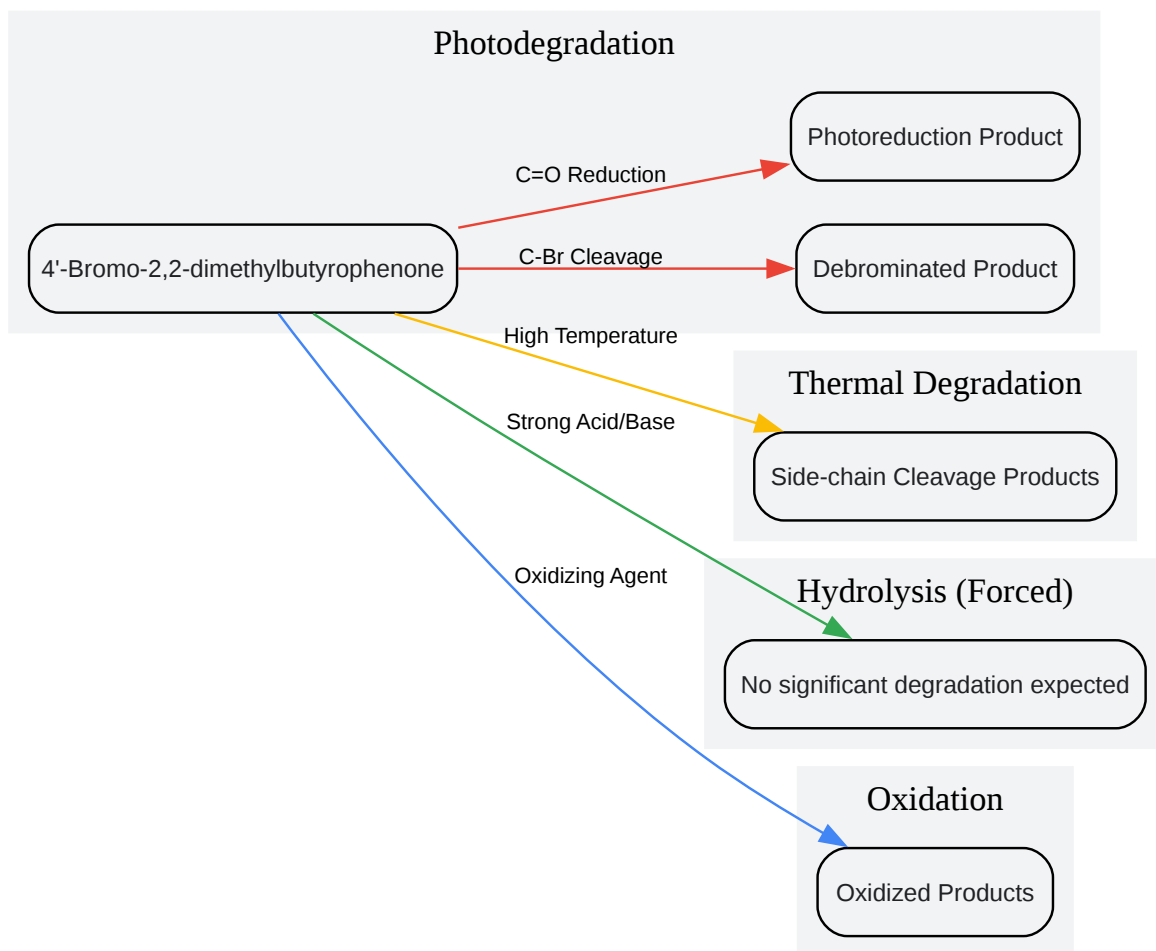 Photodegradation
Photoreduction Product
C=O Reduction
4'-Bromo-2,2-dimethylbutyrophenone
C-Br Cleavage
Debrominated Product
High Temperature
Thermal Degradation
Strong Acid/Base
Side-chain Cleavage Products
Oxidizing Agent
Hydrolysis (Forced)
No significant degradation expected
Oxidation
Oxidized Products